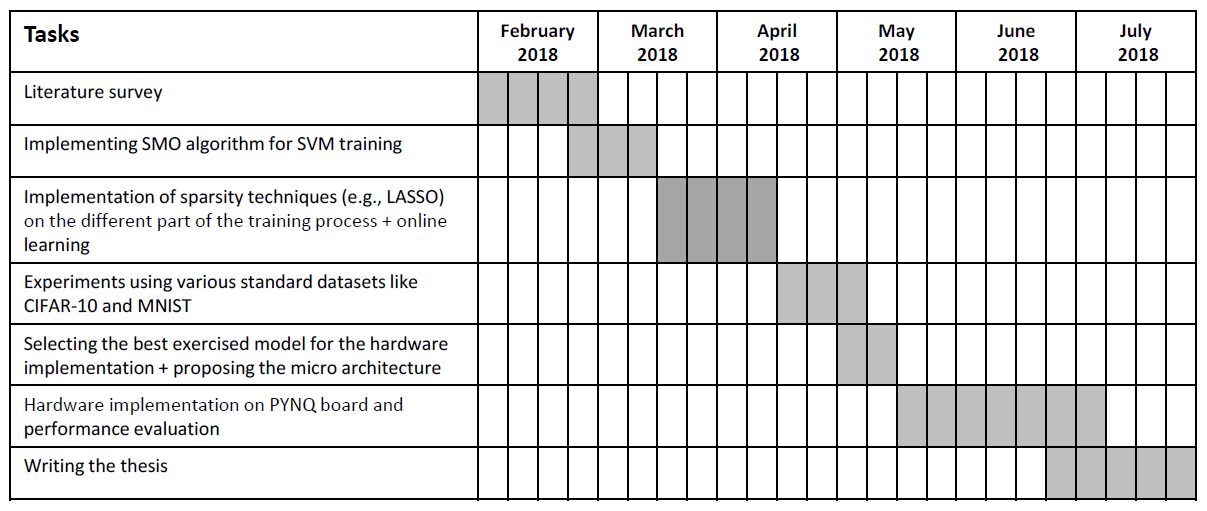 Tasks
February
2018
March
2018
April
2018
May
2018
June
2018
July
2018
Literature survey
Implementing SMO algorithm for SVM training
Implementation of sparsity techniques (e.g., LASSO)
on the different part of the training process + online
learning
Experiments using various standard datasets like
CIFAR-10 and MNIST
Selecting the best exercised model for the hardware
implementation + proposing the micro architecture
Hardware implementation on PYNQ board and
performance evaluation
Writing the thesis